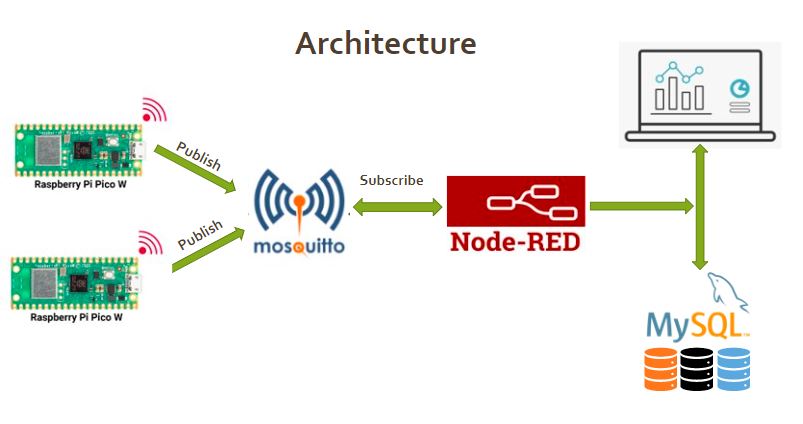 Architecture
Publish
Raspberry Pi Pico W
Subscribe
mosquitto
Publish
Node-RED
Raspberry Pi Pico W
MySQL